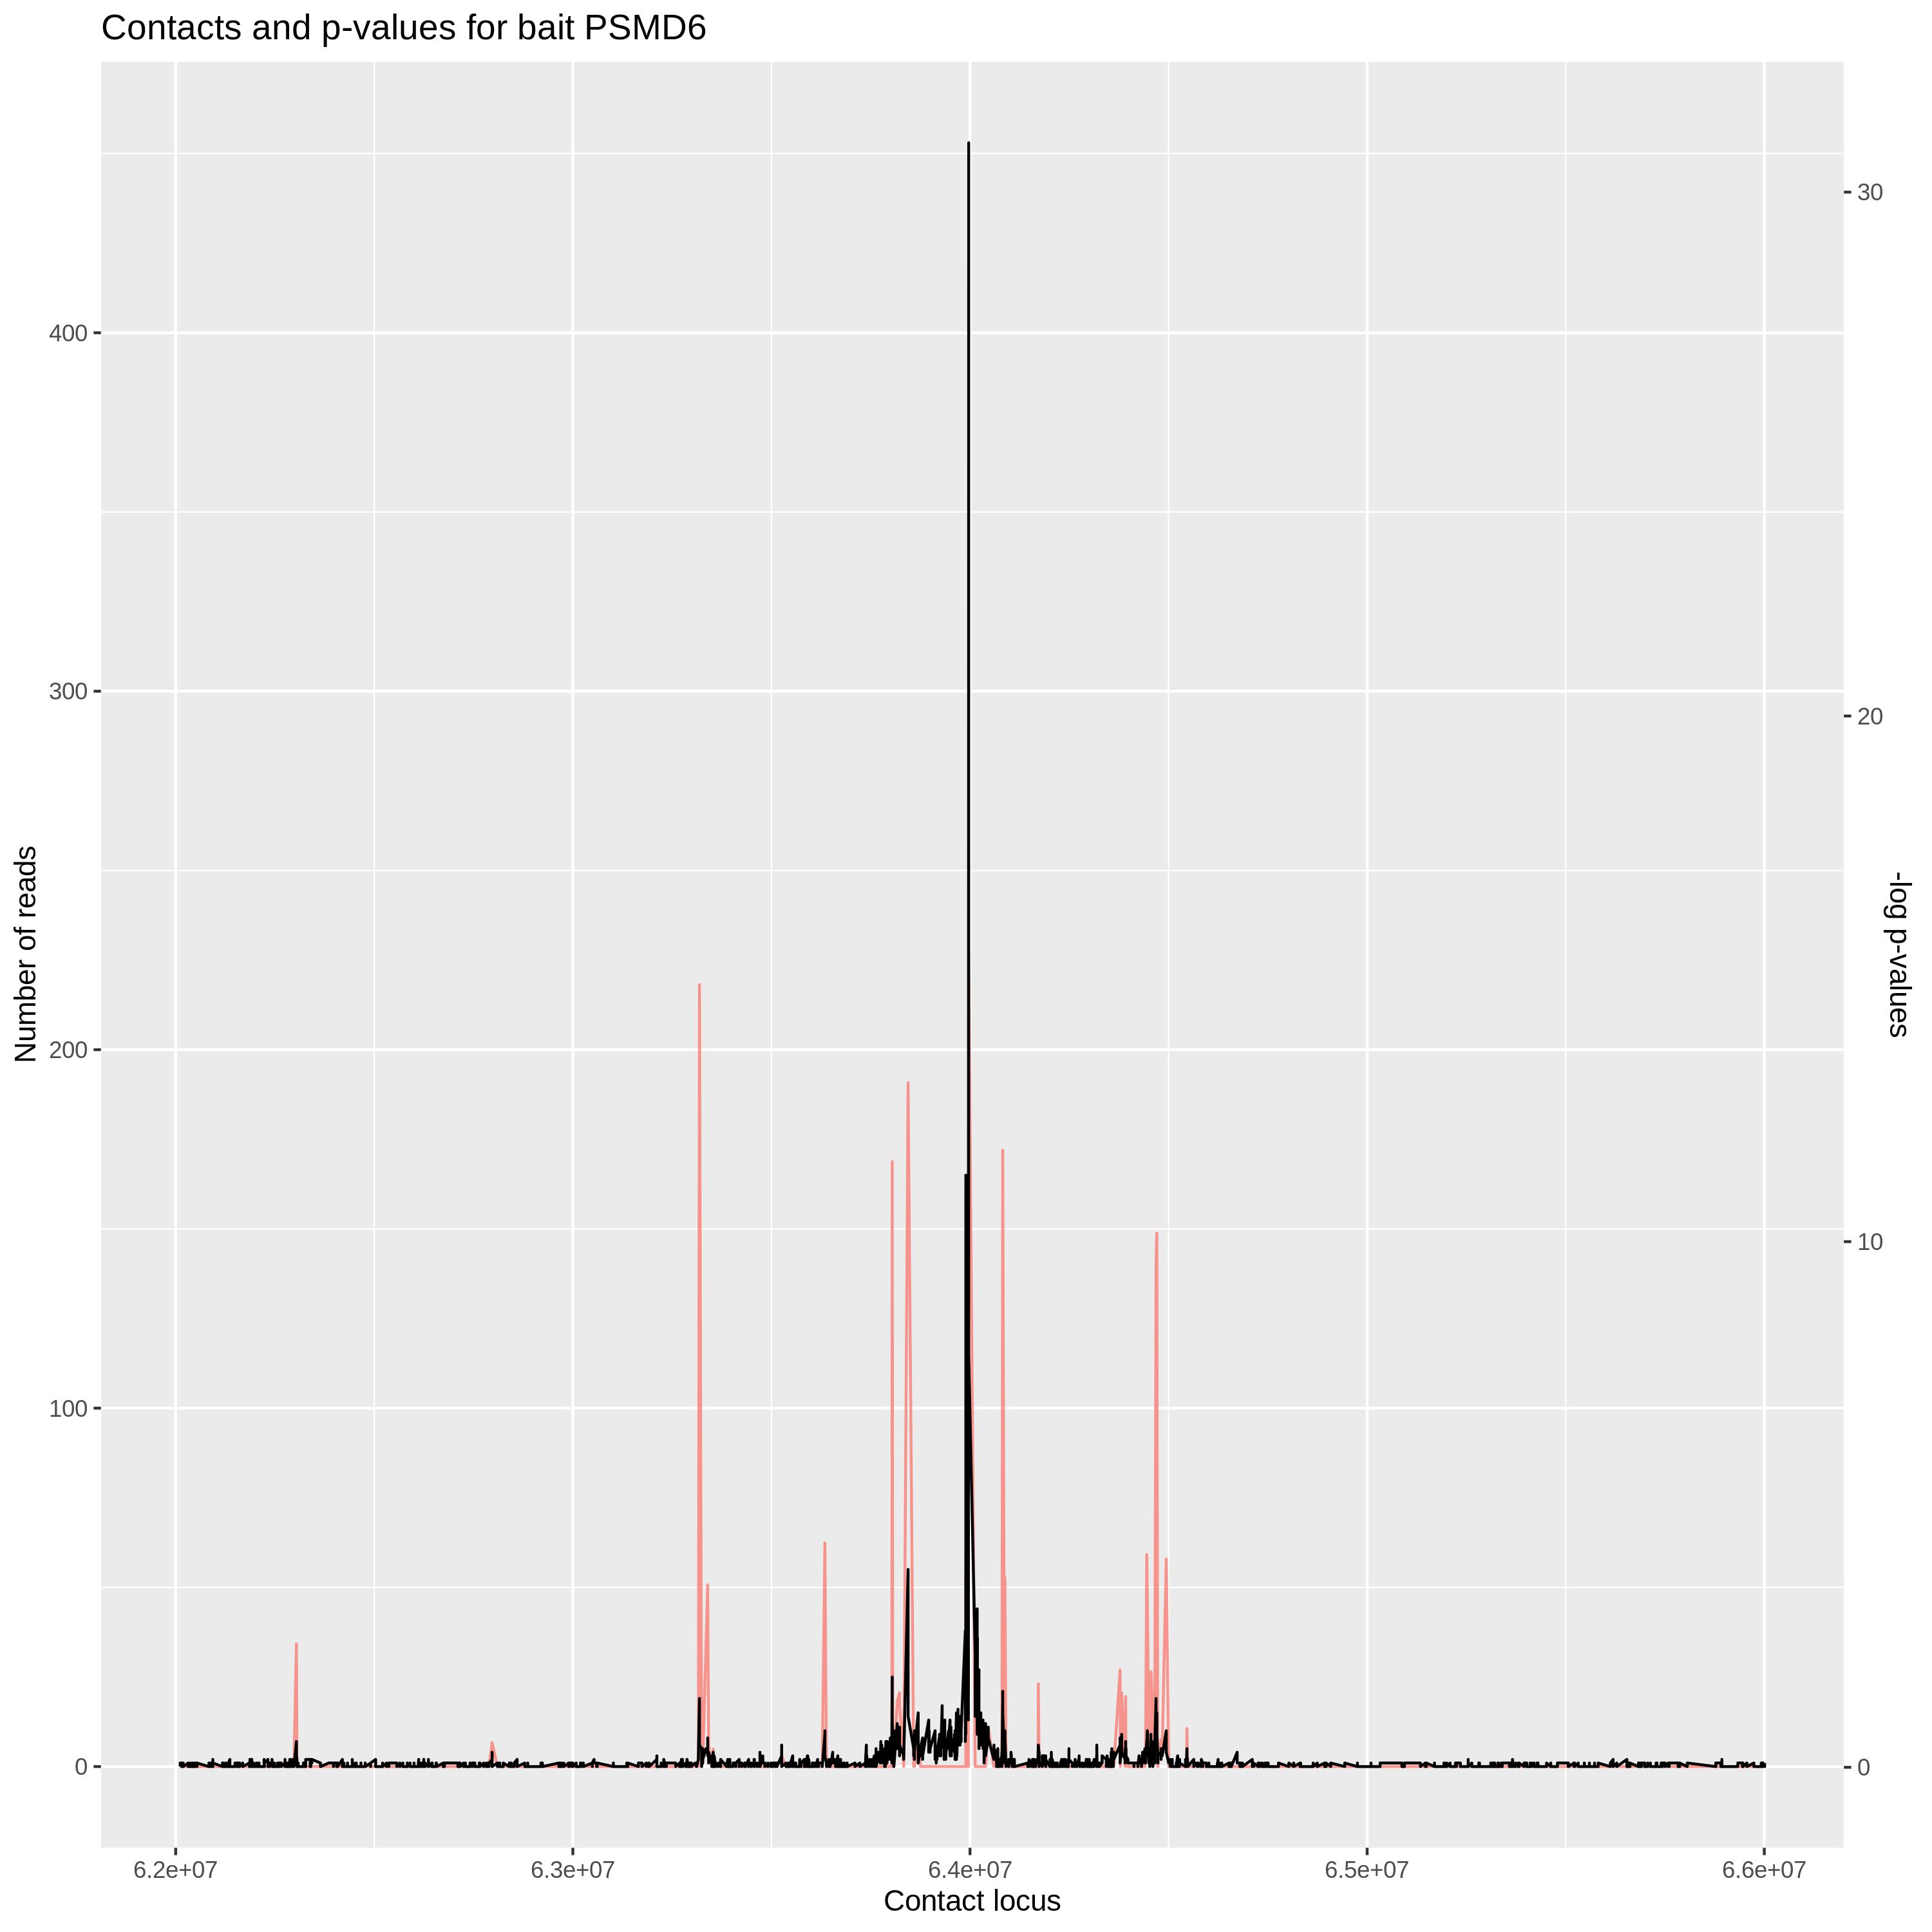 Contacts and p-values for bait PSMD6
Number of reads
400
300
200
100
0
30
20
10
0
-log p-values
6.2e+07
6.3e+07
6.4e+07
6.5e+07
6.6e+07
Contact locus